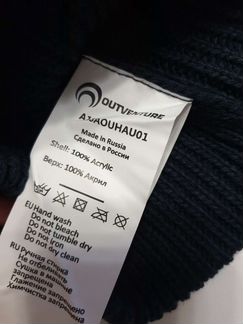 OUTVENTURE
Made in Russia
Сделано в России
Shell: 100% Acrylic
Верх: 100% Акрил
EU Hand wash
Do not bleach
Do not tumble dry
Do not iron
Do not dry clean
RU Ручная стирка
Не отбеливать
Сушка в машине
запрещена
Глажение запрещено
Химчистка запрещена